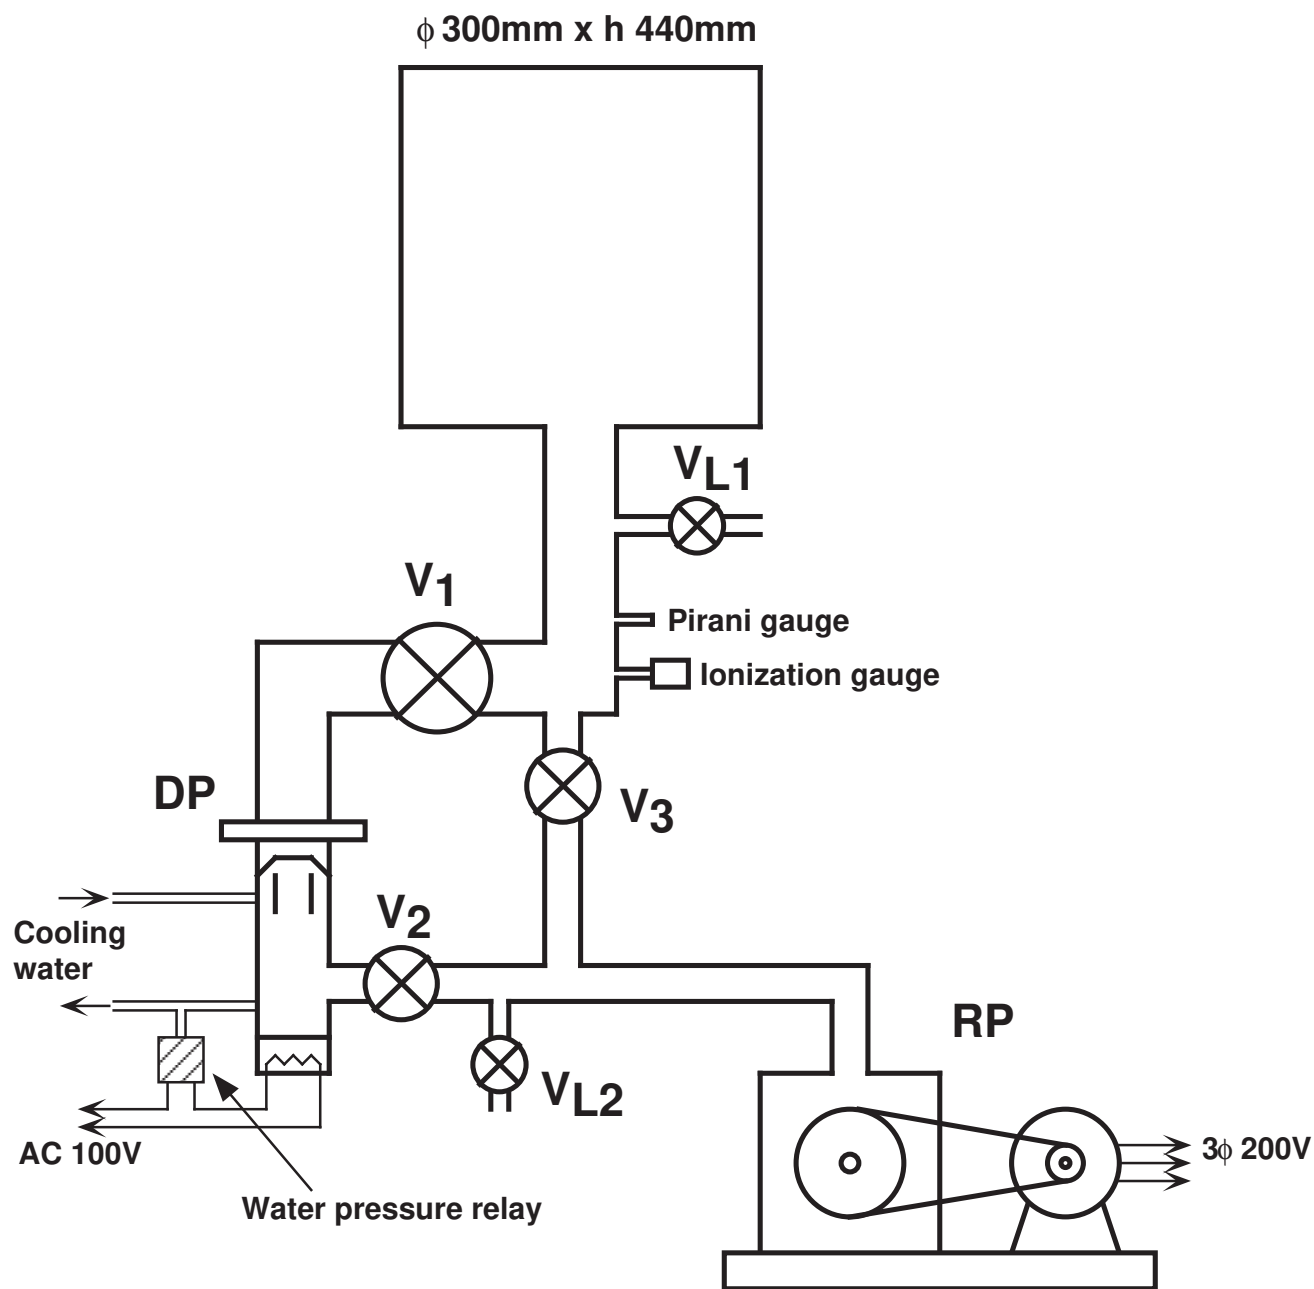 ϕ 300mm x h 440mm
VL1
V1
Pirani gauge
Ionization gauge
DP
V3
V2
Cooling
water
RP
VL2
AC 100V
3ϕ 200V
Water pressure relay